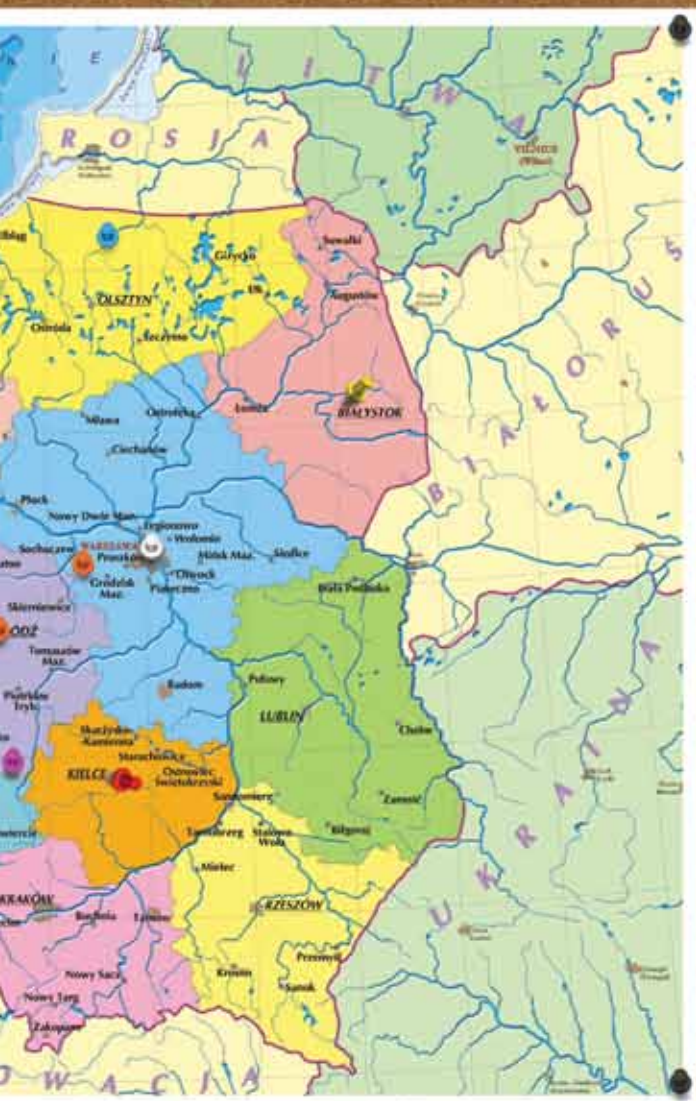 N I E
L I T W A
R O S J A
VILNIUS
(Wilno)
Suwałki
Giżycko
Ełk
Augustów
OLSZTYN
Ostróda
Szczytno
B I A Ł O R U Ś
Łomża
BIAŁYSTOK
Ostrołęka
Mława
Ciechanów
Płock
Nowy Dwór Maz.
Legionowo
Wołomin
WARSZAWA
Sochaczew
Pruszków
Mińsk Maz.
Siedlce
Otwock
Grodzisk
Maz.
Piaseczno
Biała Podlaska
Skierniewice
ÓDŹ
Tomaszów
Maz.
Piotrków
Tryb.
Radom
Puławy
LUBLIN
Chełm
Skarżysko-
-Kamienna
Starachowice
KIELCE
Ostrowiec
Świętokrzyski
Sandomierz
Zamość
Tarnobrzeg
Stalowa
Wola
Biłgoraj
Mielec
U K R A I N A
KRAKÓW
Bochnia
Tarnów
RZESZÓW
Przemyśl
Krosno
Sanok
Nowy Sącz
Nowy Targ
Zakopane
O W A C J A